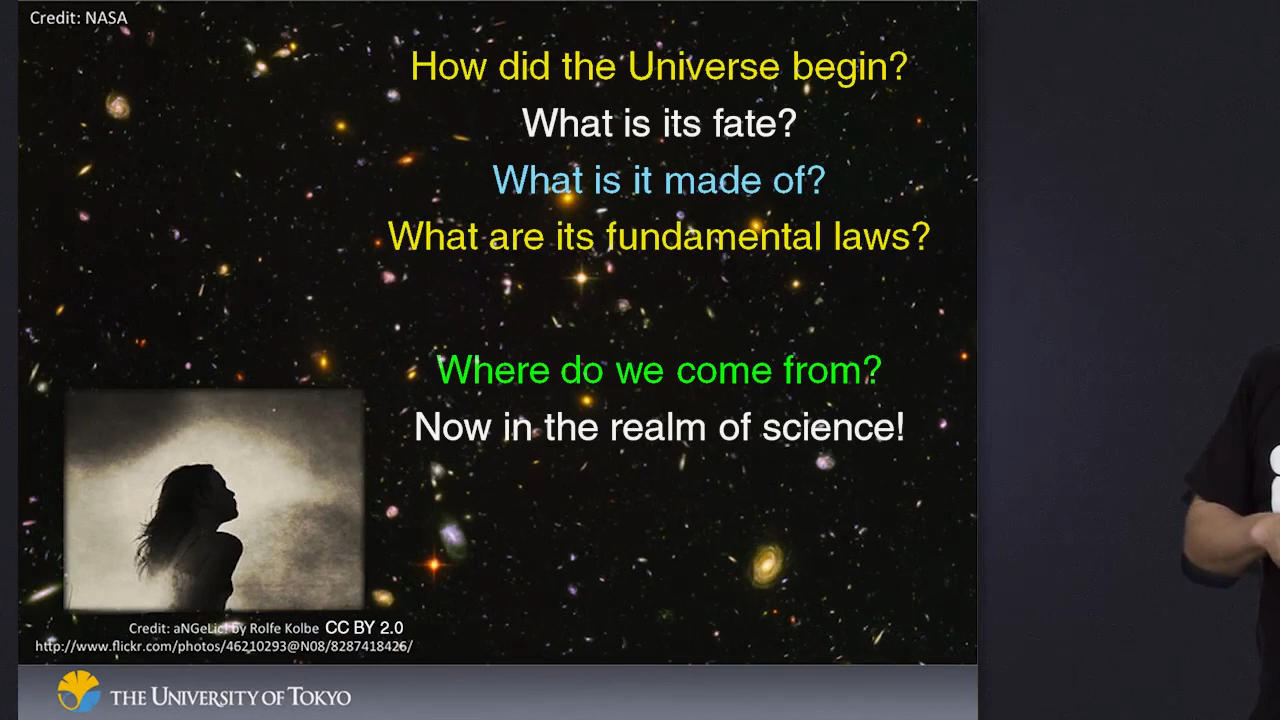 Credit: NASA
How did the Universe begin?
What is its fate?
What is it made of?
What are its fundamental laws?
Where do we come from?
Now in the realm of science!
Credit: aNGeLic! by Rolfe Kolbe CC BY 2.0
http://www.flickr.com/photos/46210293@N08/8287418426/
THE UNIVERSITY OF TOKYO